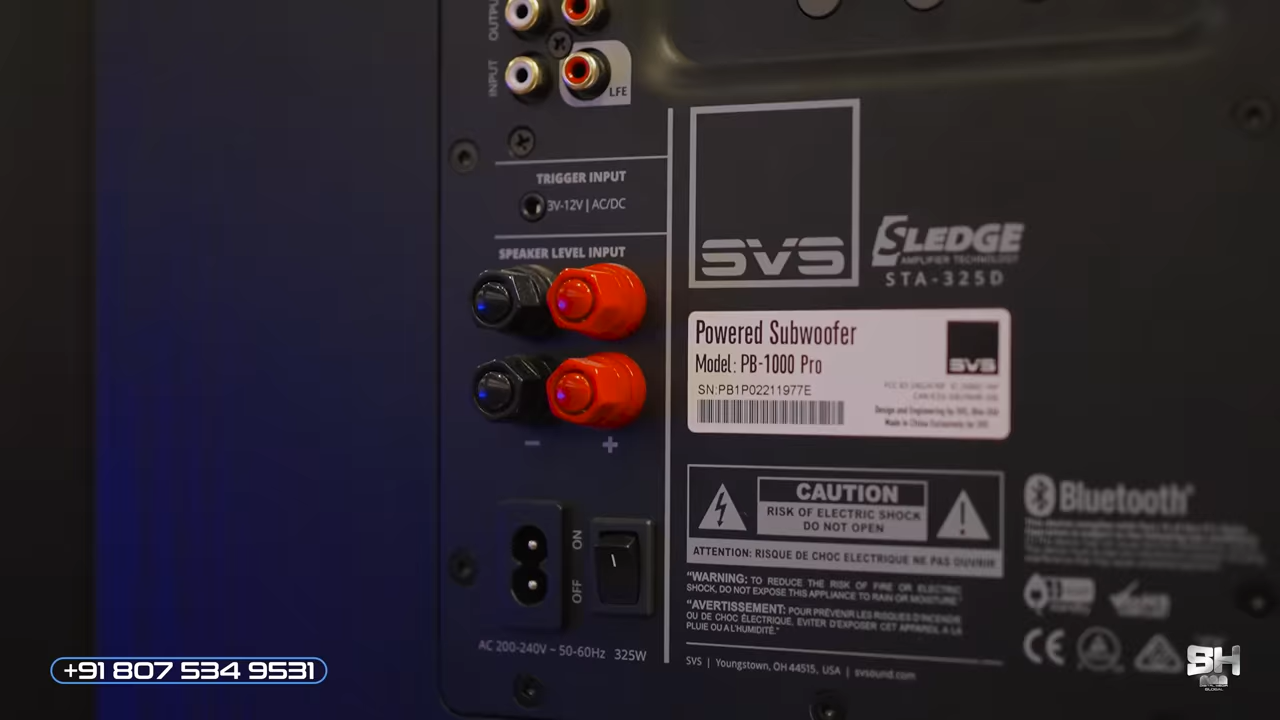 OUTPU
INPUT
LFE
TRIGGER INPUT
3V-12V | AC/DC
SPEAKER LEVEL INPUT
- +
ON
OFF
AC 200-240V ~ 50-60Hz 325W
SVS
SLEDGE
AMPLIFIER TECHNOLOGY
STA-325D
Powered Subwoofer
Model: PB-1000 Pro
SVS
SN:PB1P02211977E
Design and Engineering by SVS, Ohio USA
Made in China Exclusively for SVS
CAUTION
RISK OF ELECTRIC SHOCK
DO NOT OPEN
ATTENTION: RISQUE DE CHOC ELECTRIQUE NE PAS OUVRIR
"WARNING: TO REDUCE THE RISK OF FIRE OR ELECTRIC
SHOCK, DO NOT EXPOSE THIS APPLIANCE TO RAIN OR MOISTURE."
"AVERTISSEMENT: POUR PRÉVENIR LES RISQUES D'INCENDIE
OU DE CHOC ÉLECTRIQUE, EVITER D'EXPOSER CET APPAREIL A LA
PLUIE OU A L'HUMIDITÉ."
SVS | Youngstown, OH 44515, USA | svsound.com
Bluetooth®
CE
+91 807 534 9531
SH
GLOBAL